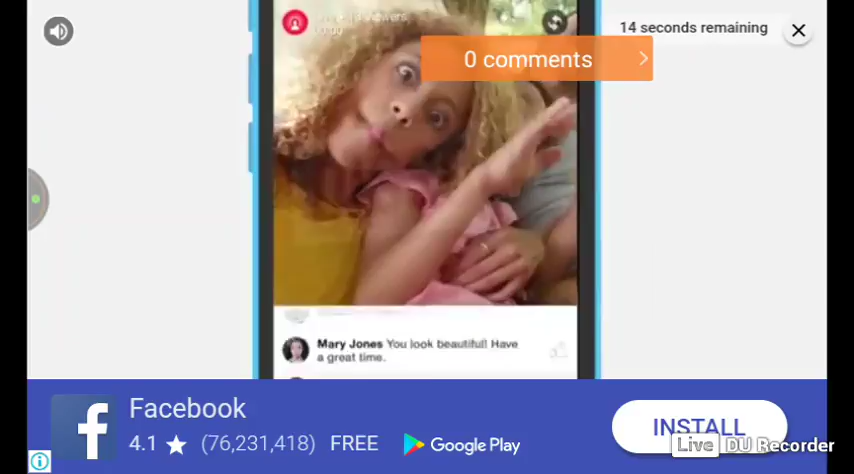 viewers
14 seconds remaining
0 comments
Mary Jones You look beautiful! Have
a great time.
Facebook
4.1 ★ (76,231,418) FREE Google Play
INSTALL
Live DU Recorder